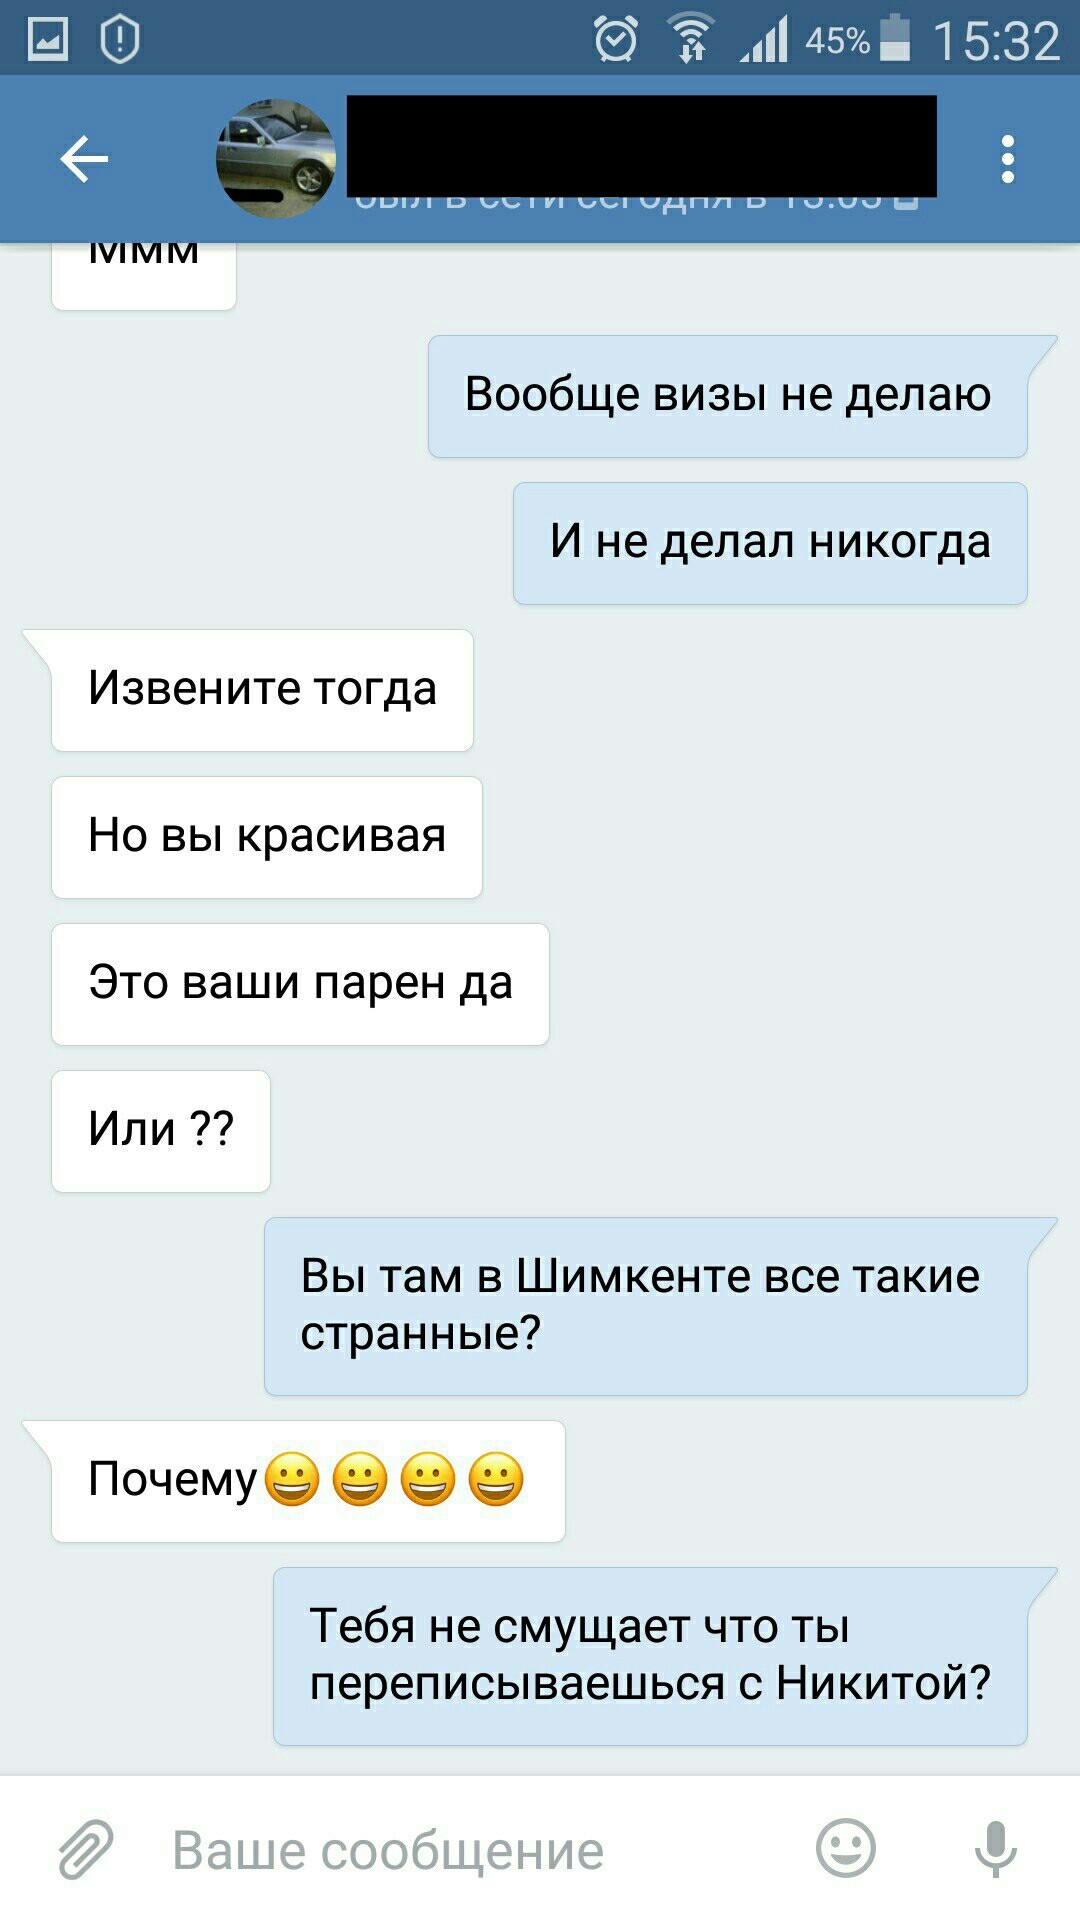 45% 15:32
был в сети сегодня в
Ммм
Вообще визы не делаю
И не делал никогда
Извените тогда
Но вы красивая
Это ваши парен да
Или ??
Вы там в Шимкенте все такие
странные?
Почему😀😀😀😀
Тебя не смущает что ты
переписываешься с Никитой?
Ваше сообщение